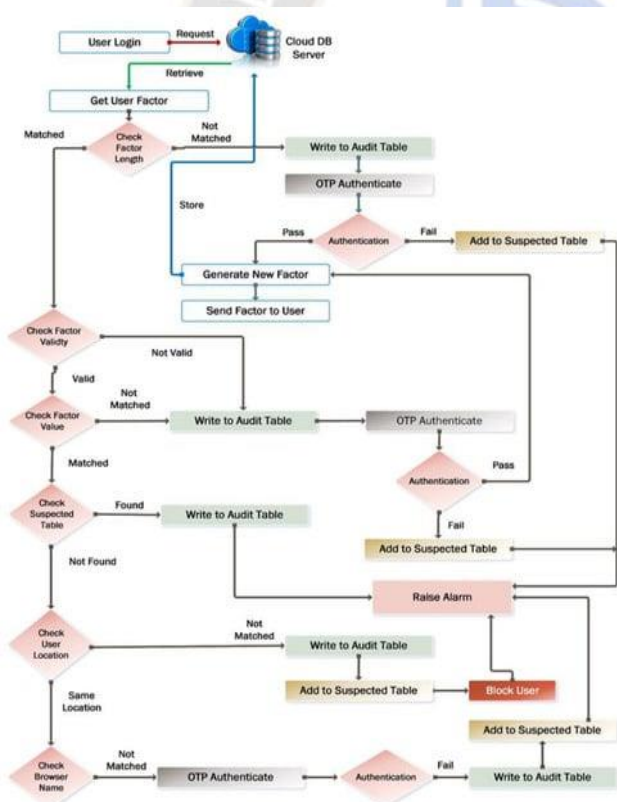 User Login
Request
Cloud DB
Server
Retrieve
Get User Factor
Matched
Check
Factor
Length
Not
Matched
Write to Audit Table
OTP Authenticate
Store
Pass
Authentication
Fail
Add to Suspected Table
Generate New Factor
Send Factor to User
Check Factor
Validty
Not Valid
Valid
Check Factor
Value
Not
Matched
Write to Audit Table
OTP Authenticate
Matched
Authentication
Pass
Check
Suspected
Table
Found
Write to Audit Table
Fail
Add to Suspected Table
Not Found
Raise Alarm
Check
User
Location
Not
Matched
Write to Audit Table
Add to Suspected Table
Block User
Same
Location
Add to Suspected Table
Check
Browser
Name
Not
Matched
OTP Authenticate
Authentication
Fail
Write to Audit Table